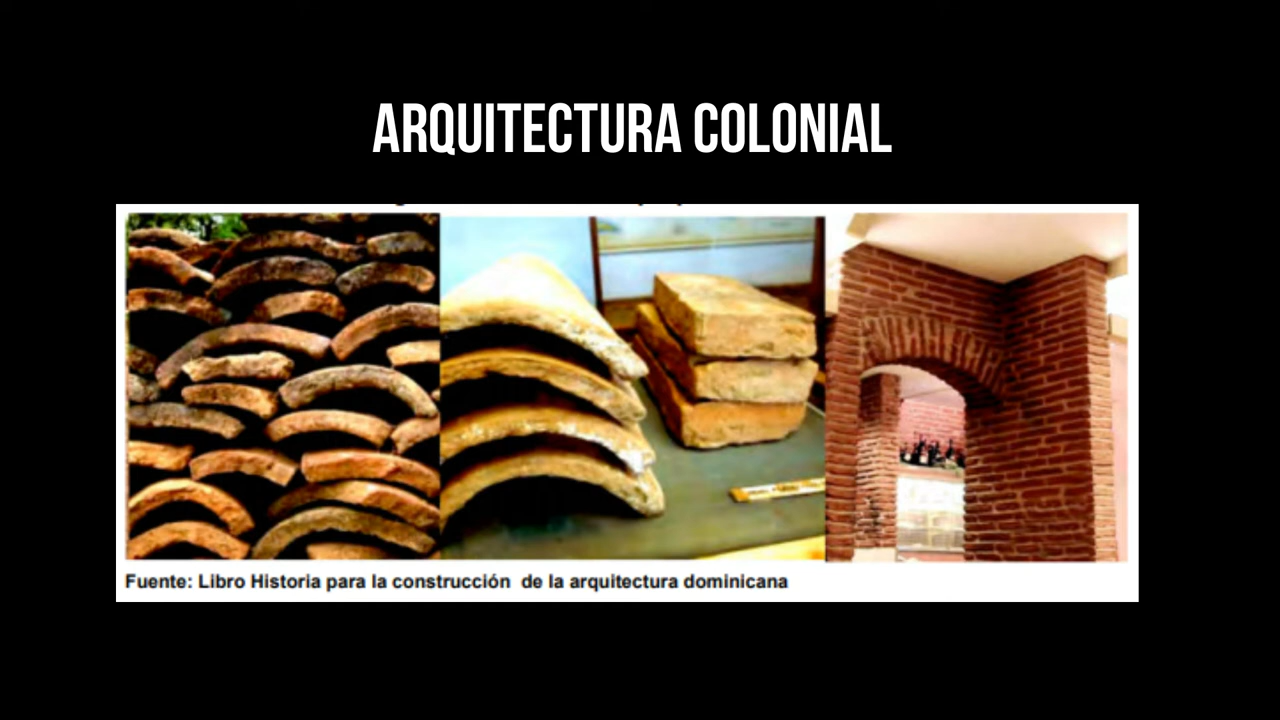 ARQUITECTURA COLONIAL
Fuente: Libro Historia para la construcción de la arquitectura dominicana